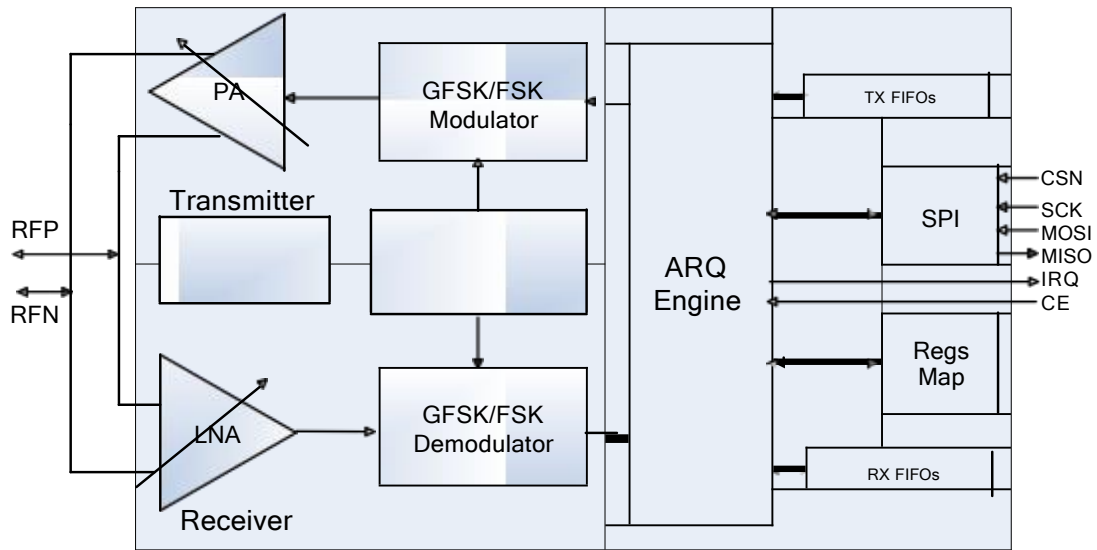 PA
GFSK/FSK
Modulator
TX FIFOs
Transmitter
CSN
SCK
MOSI
MISO
SPI
RFP
RFN
ARQ
Engine
IRQ
CE
Regs
Map
LNA
GFSK/FSK
Demodulator
RX FIFOs
Receiver